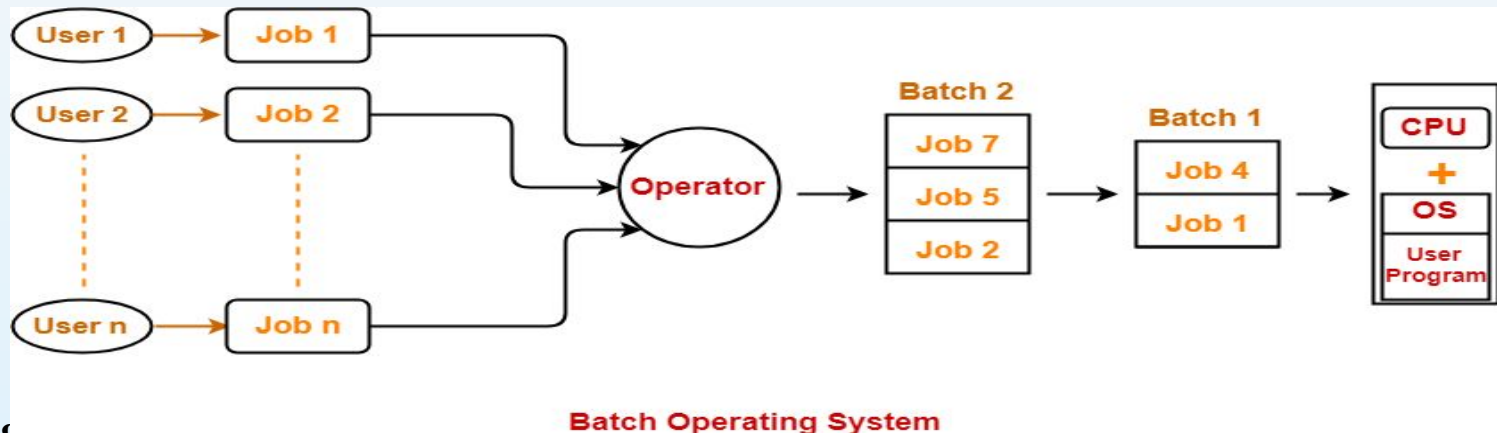 User 1
Job 1
User 2
Job 2
User n
Job n
Operator
Batch 2
Job 7
Job 5
Job 2
Batch 1
Job 4
Job 1
CPU
+
OS
User
Program
Batch Operating System